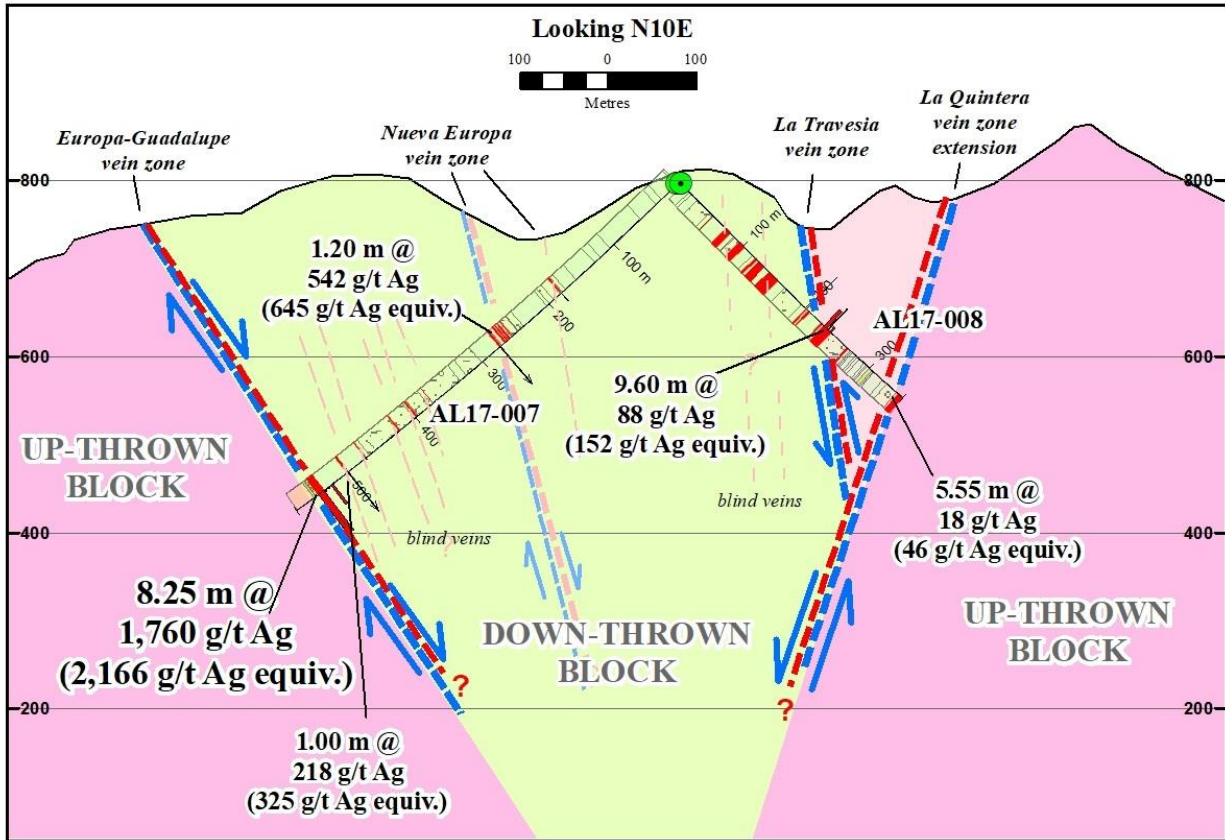 Looking N10E
100 0 100
Metres
Europa-Guadalupe
vein zone
Nueva Europa
vein zone
La Travesia
vein zone
La Quintera
vein zone
extension
800
800
1.20 m @
542 g/t Ag
(645 g/t Ag equiv.)
100 m
200
300
400
500
AL17-007
100 m
300
AL17-008
600
600
9.60 m @
88 g/t Ag
(152 g/t Ag equiv.)
?
UP-THROWN
BLOCK
blind veins
?
blind veins
5.55 m @
18 g/t Ag
(46 g/t Ag equiv.)
400
400
8.25 m @
1,760 g/t Ag
(2,166 g/t Ag equiv.)
DOWN-THROWN
BLOCK
UP-THROWN
BLOCK
?
?
200
200
1.00 m @
218 g/t Ag
(325 g/t Ag equiv.)